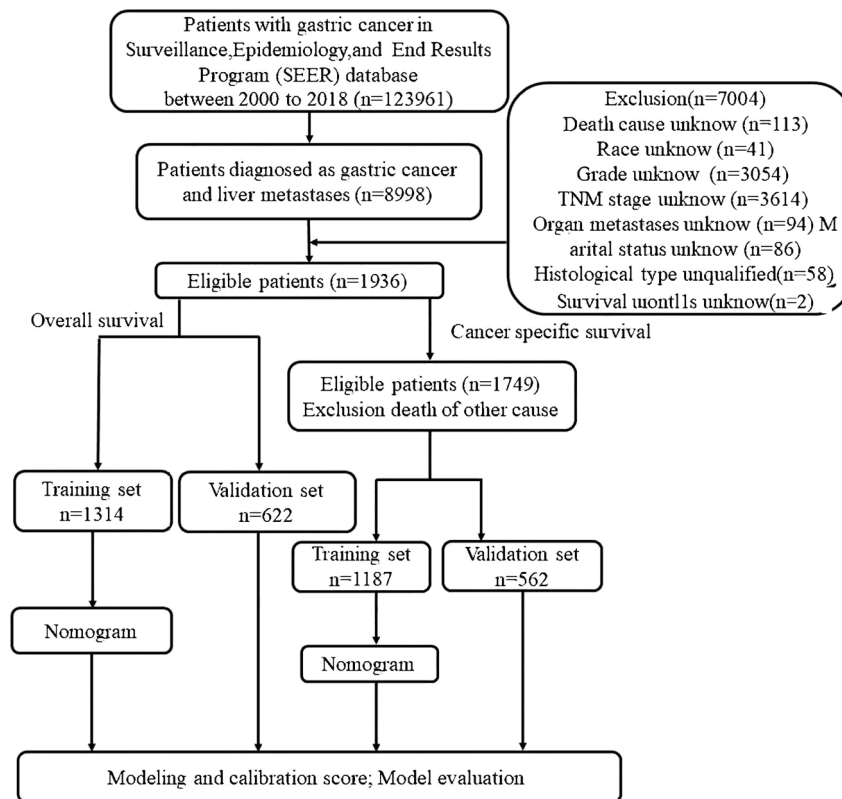 Patients with gastric cancer in
Surveillance,Epidemiology,and End Results
Program (SEER) database
between 2000 to 2018 (n=123961)
Patients diagnosed as gastric cancer
and liver metastases (n=8998)
Exclusion(n=7004)
Death cause unknow (n=113)
Race unknow (n=41)
Grade unknow (n=3054)
TNM stage unknow (n=3614)
Organ metastases unknow (n=94) M
arital status unknow (n=86)
Histological type unqualified(n=58)
Survival uontl1s unknow(n=2)
Eligible patients (n=1936)
Overall survival
Cancer specific survival
Eligible patients (n=1749)
Exclusion death of other cause
Training set
n=1314
Validation set
n=622
Training set
n=1187
Validation set
n=562
Nomogram
Nomogram
Modeling and calibration score; Model evaluation